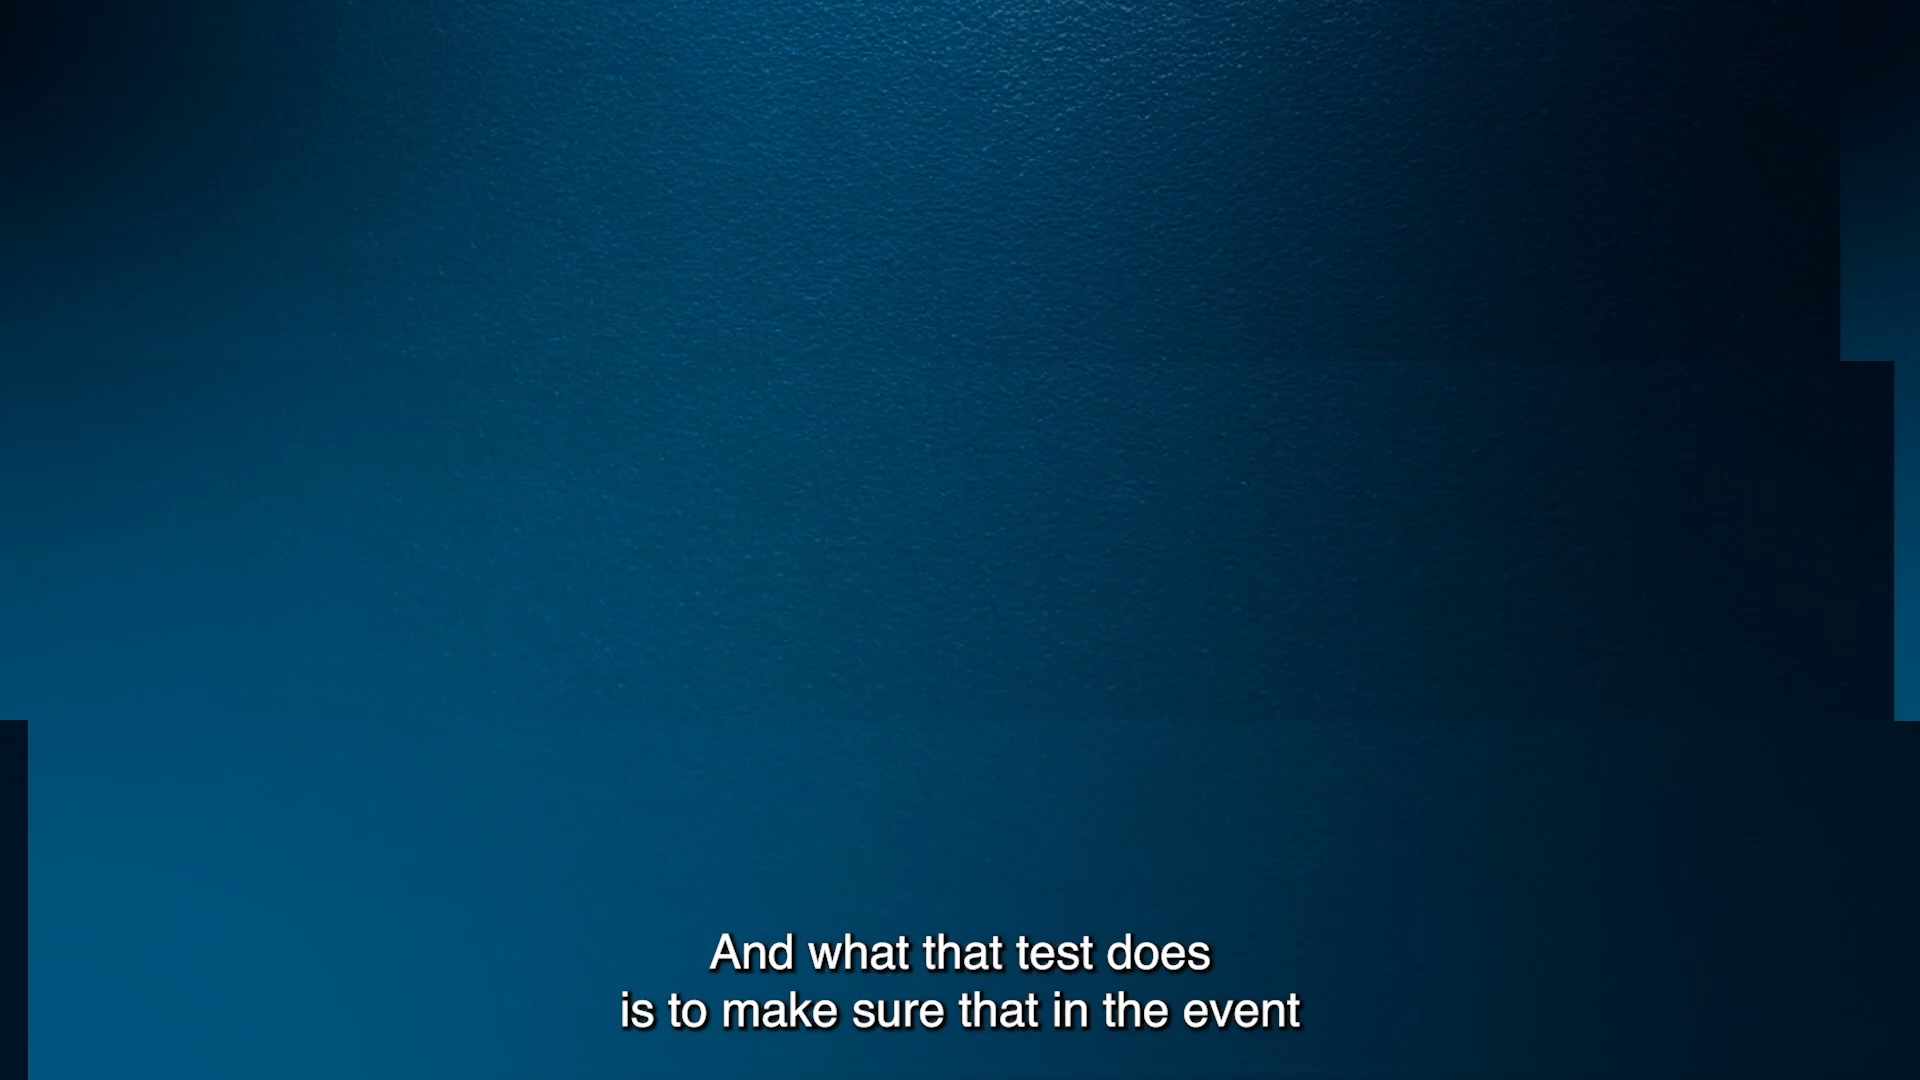 And what that test does
is to make sure that in the event